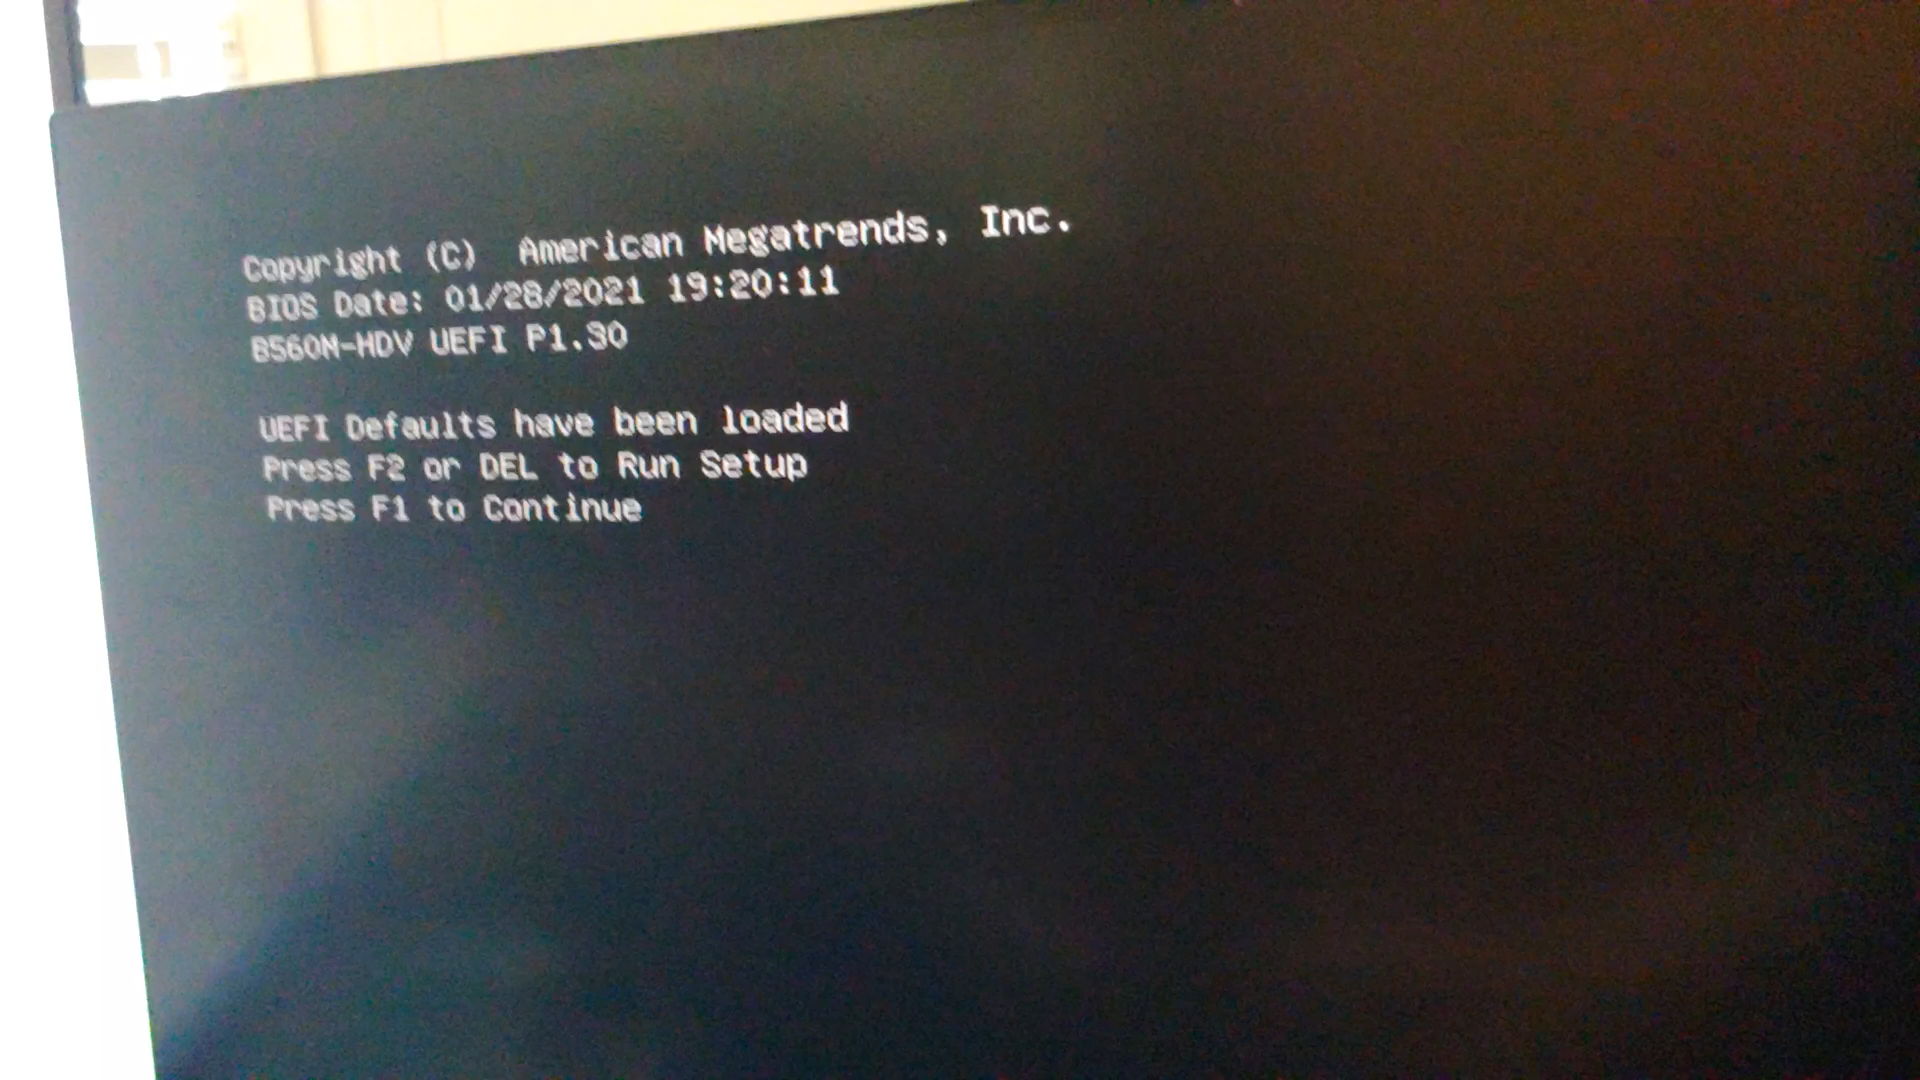 Copyright (C)  American Megatrends, Inc.
BIOS Date: 01/28/2021 19:20:11
B560M-HDV UEFI P1.30
UEFI Defaults have been loaded
Press F2 or DEL to Run Setup
Press F1 to Continue